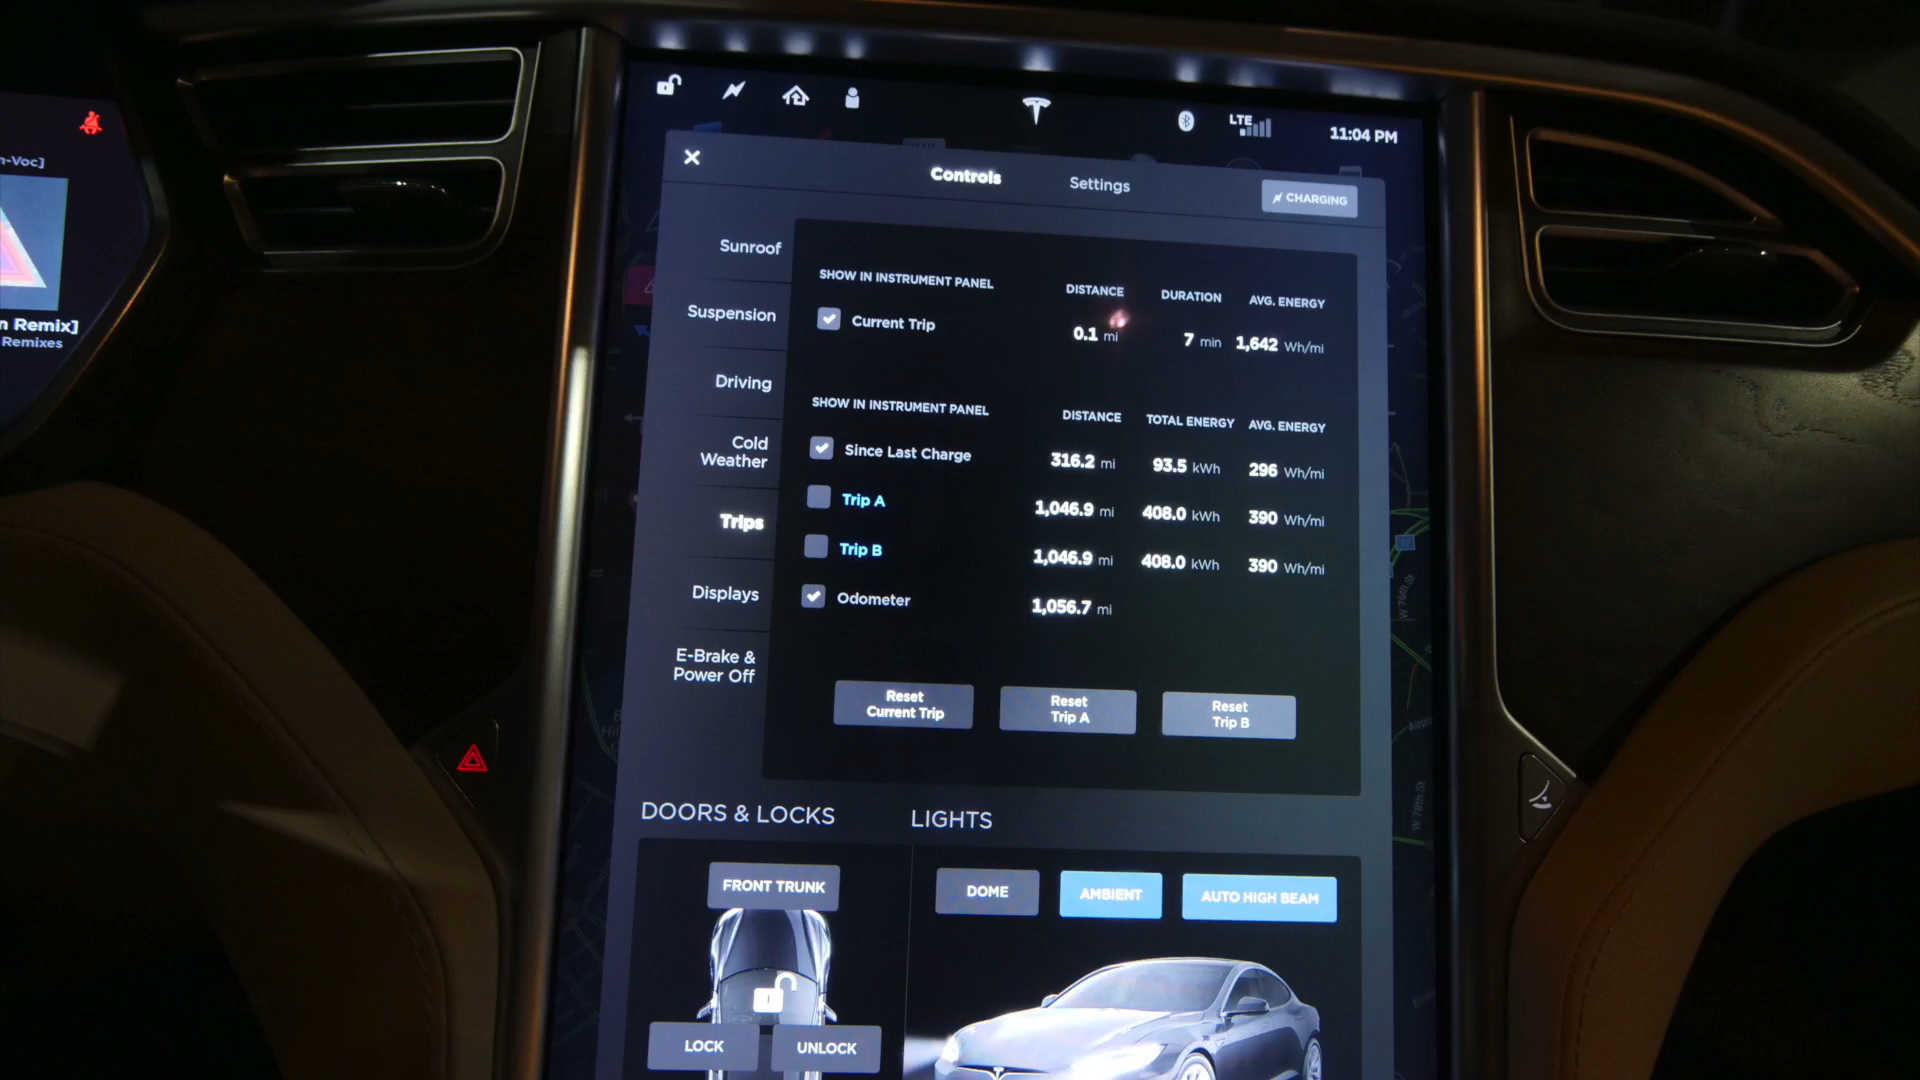 LTE
11:04 PM
Controls
Settings
CHARGING
Sunroof
Suspension
Driving
Cold
Weather
Trips
Displays
E-Brake &
Power Off
SHOW IN INSTRUMENT PANEL DISTANCE DURATION AVG. ENERGY
Current Trip 0.1 mi 7 min 1,642 Wh/mi
SHOW IN INSTRUMENT PANEL DISTANCE TOTAL ENERGY AVG. ENERGY
Since Last Charge 316.2 mi 93.5 kWh 296 Wh/mi
Trip A 1,046.9 mi 408.0 kWh 390 Wh/mi
Trip B 1,046.9 mi 408.0 kWh 390 Wh/mi
Odometer 1,056.7 mi
Reset
Current Trip
Reset
Trip A
Reset
Trip B
DOORS & LOCKS
LIGHTS
FRONT TRUNK
LOCK
UNLOCK
DOME
AMBIENT
AUTO HIGH BEAM
n-Voc]
n Remix]
Remixes
W 76th St
W 79th St